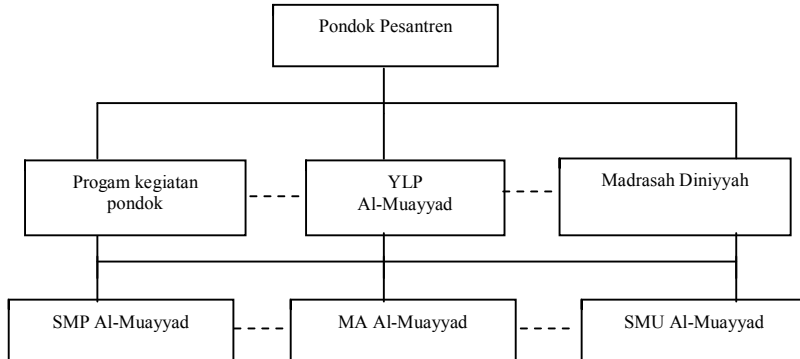 Pondok Pesantren
Progam kegiatan
pondok
YLP
Al-Muayyad
Madrasah Diniyyah
SMP Al-Muayyad
MA Al-Muayyad
SMU Al-Muayyad